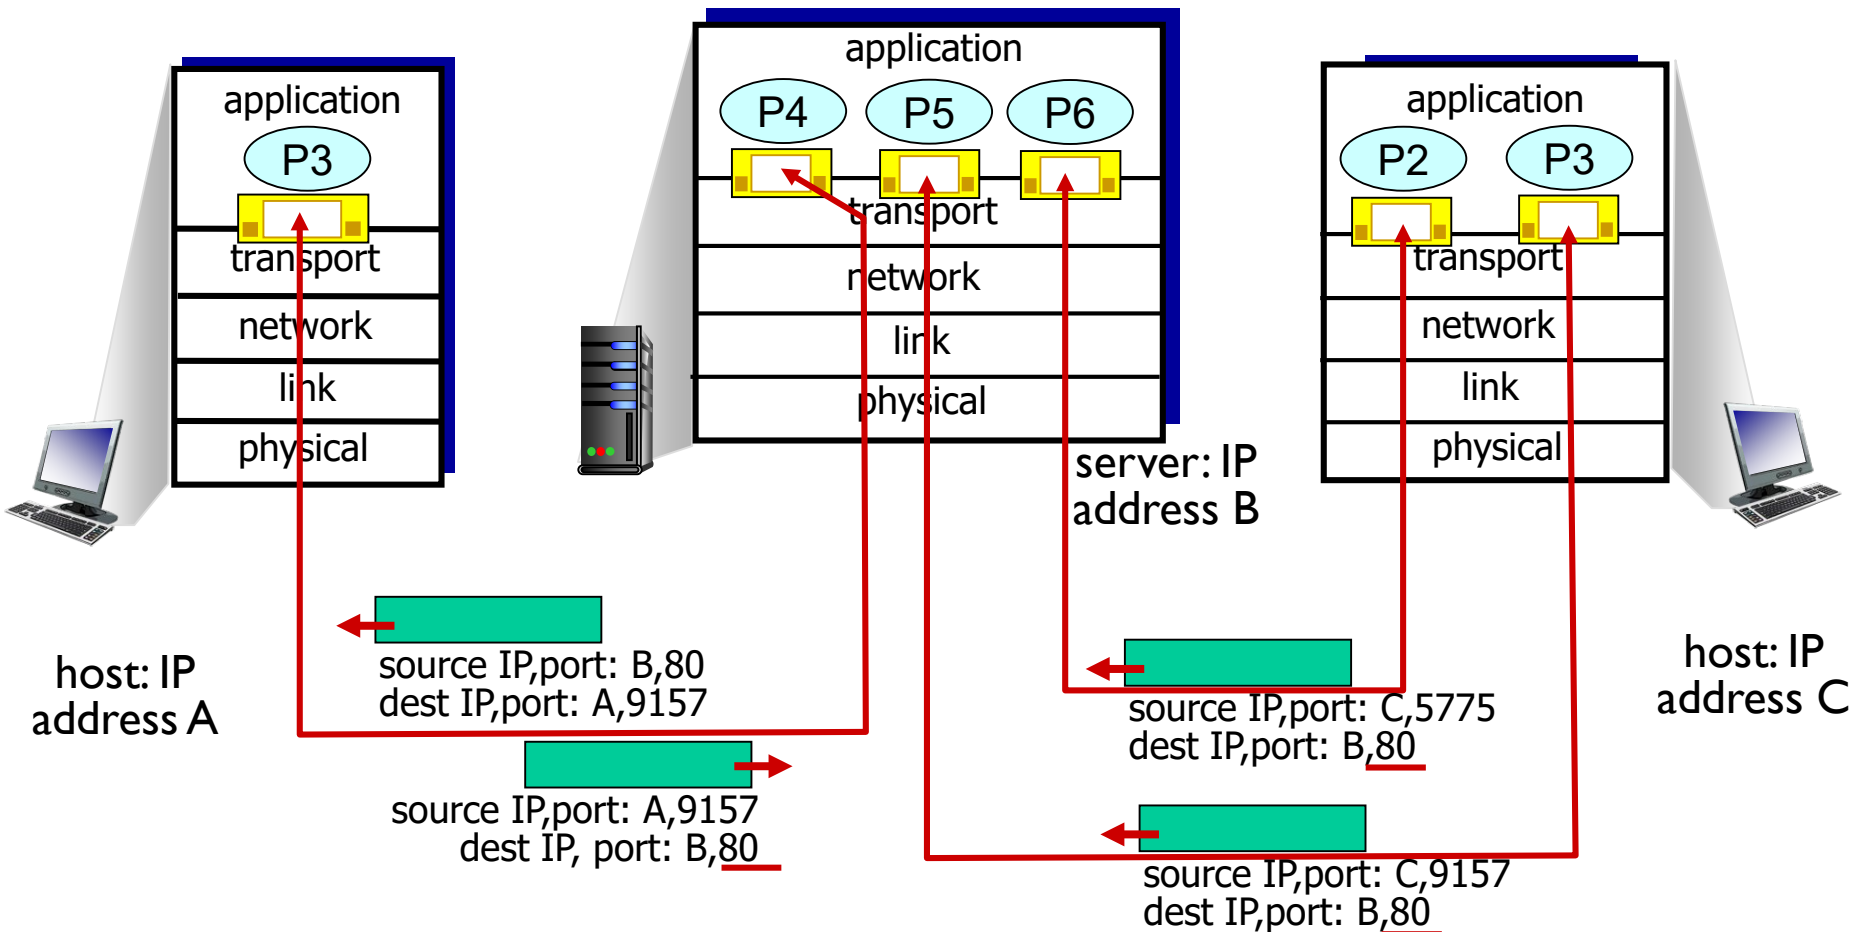 application
P3
transport
network
link
physical
host: IP
address A
application
P4
P5
P6
transport
network
link
physical
server: IP
address B
application
P2
P3
transport
network
link
physical
host: IP
address C
source IP,port: B,80
dest IP,port: A,9157
source IP,port: A,9157
dest IP, port: B,80
source IP,port: C,5775
dest IP,port: B,80
source IP,port: C,9157
dest IP,port: B,80